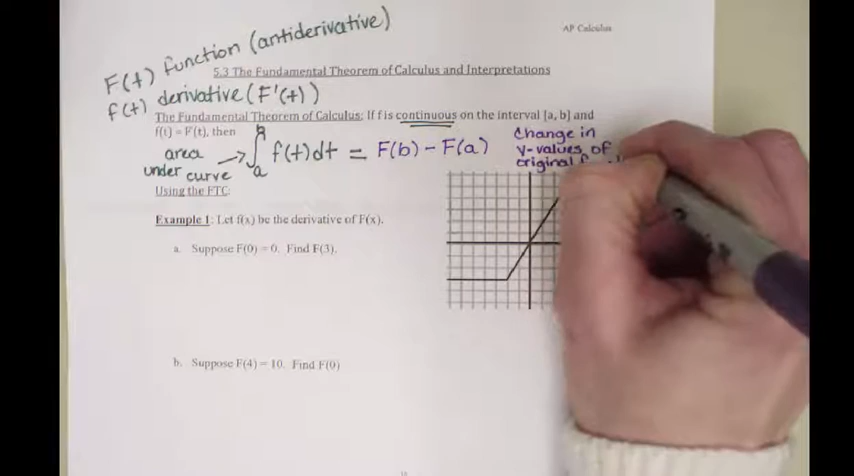 AP Calculus
F(t) function (antiderivative)
5.3 The Fundamental Theorem of Calculus and Interpretations
f(t) derivative (F'(t))
The Fundamental Theorem of Calculus: If f is continuous on the interval [a, b] and
f(t) = F'(t), then
area under curve → ∫ₐᵇ f(t)dt = F(b) - F(a)
Change in
y-values of
original
Using the FTC:
Example 1: Let f(x) be the derivative of F(x).
a. Suppose F(0) = 0. Find F(3).
b. Suppose F(4) = 10. Find F(0)